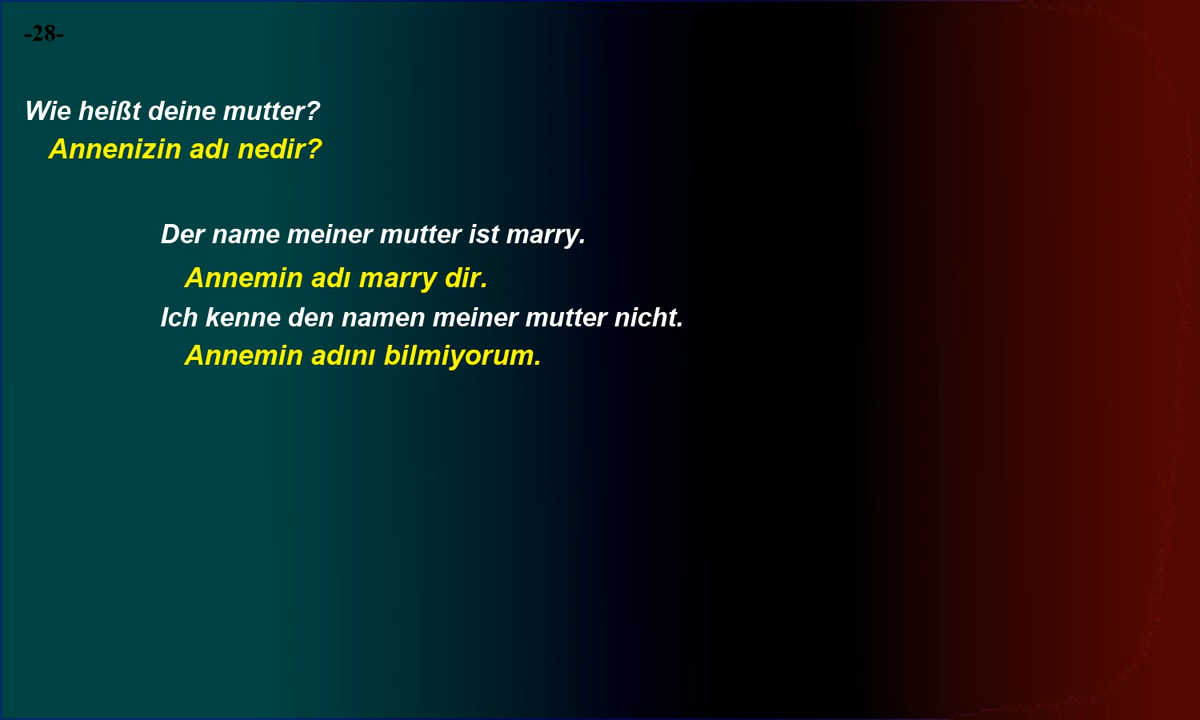 -28-
Wie heißt deine mutter?
Annenizin adı nedir?
Der name meiner mutter ist marry.
Annemin adı marry dir.
Ich kenne den namen meiner mutter nicht.
Annemin adını bilmiyorum.